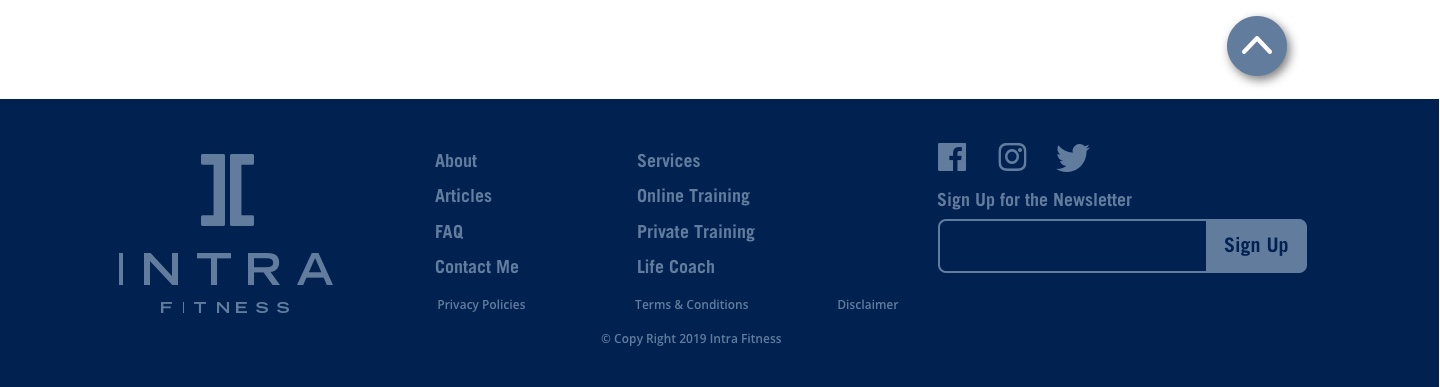 INTRA
FITNESS
About
Articles
FAQ
Contact Me
Services
Online Training
Private Training
Life Coach
Sign Up for the Newsletter
Sign Up
Privacy Policies
Terms & Conditions
Disclaimer
© Copy Right 2019 Intra Fitness